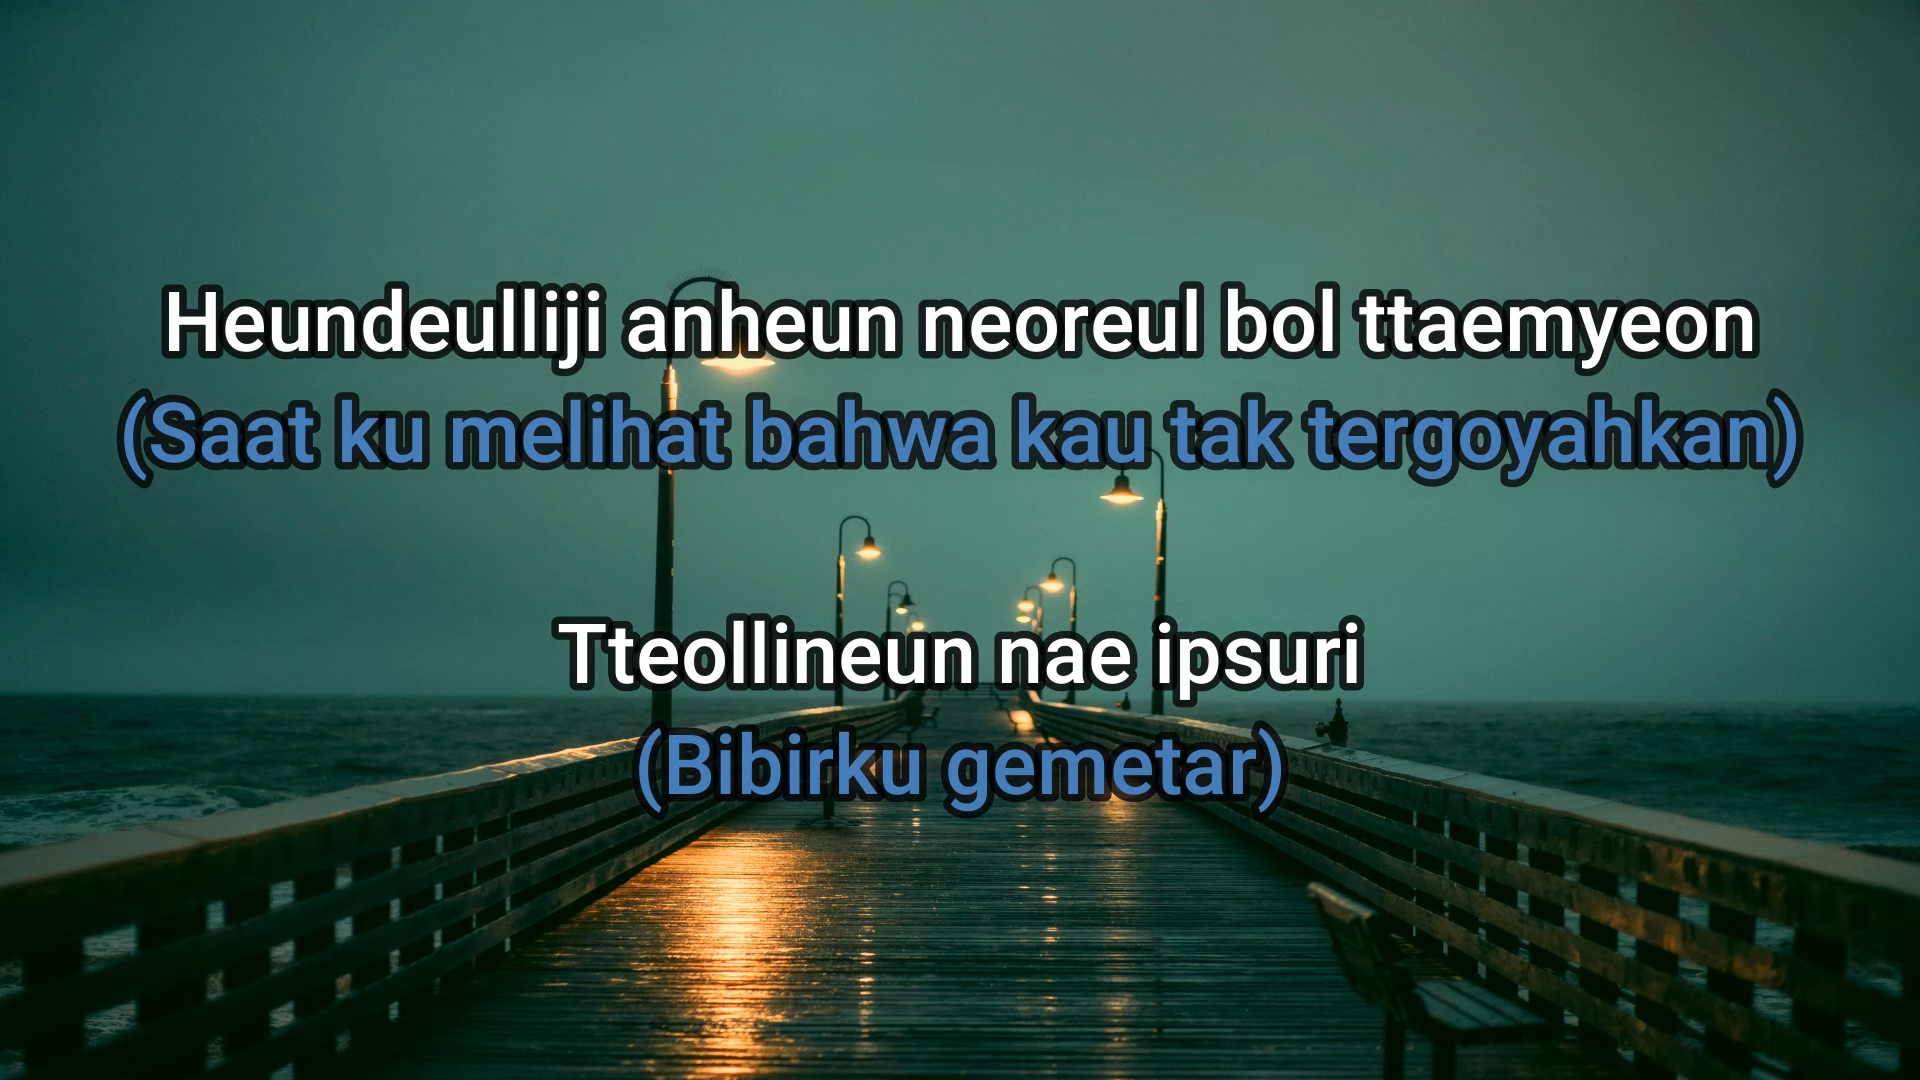 Heundeulliji anheun neoreul bol ttaemyeon
(Saat ku melihat bahwa kau tak tergoyahkan)
Tteollineun nae ipsuri
(Bibirku gemetar)